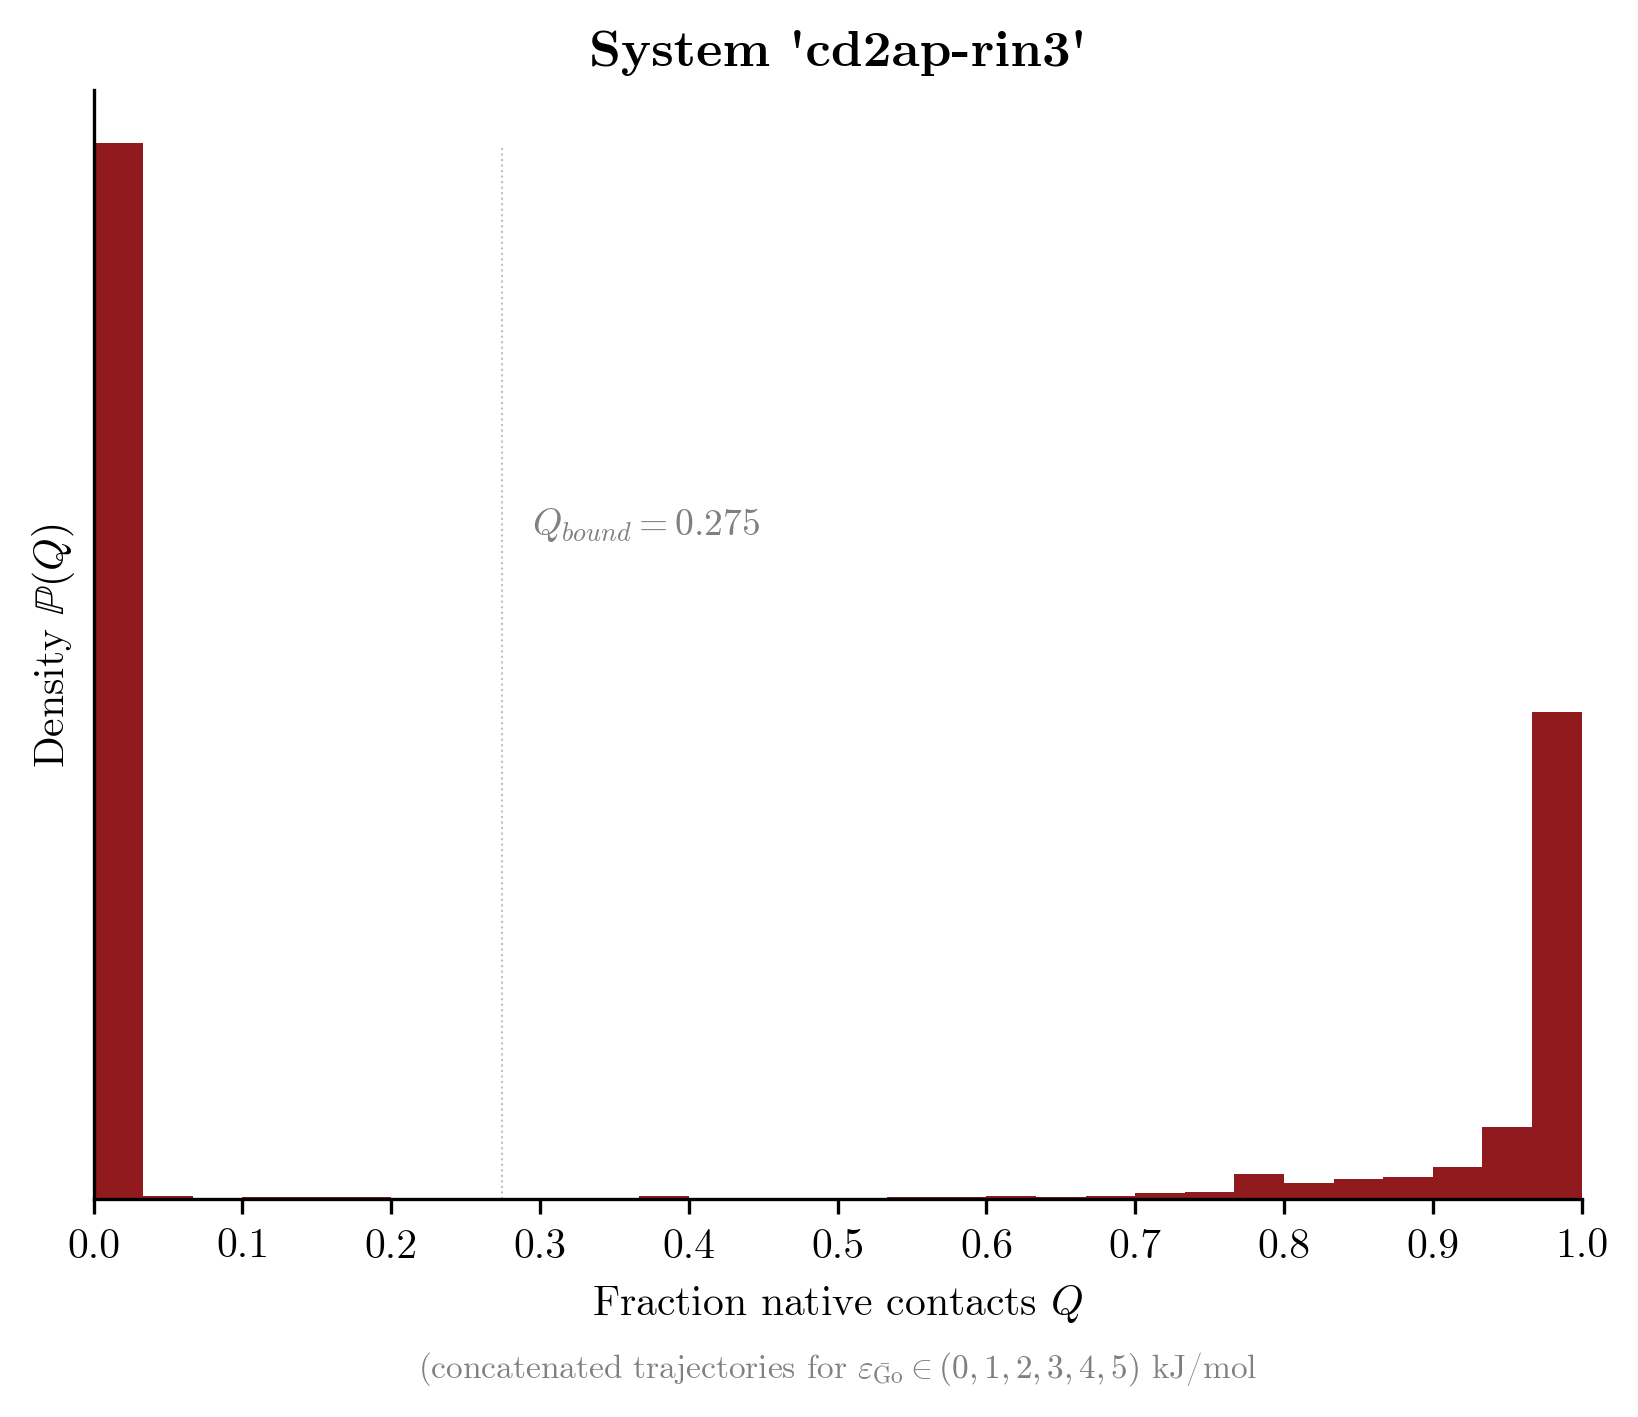 System 'cd2ap-rin3'
Density ℙ(Q)
Q_bound = 0.275
0.0 0.1 0.2 0.3 0.4 0.5 0.6 0.7 0.8 0.9 1.0
Fraction native contacts Q
(concatenated trajectories for ε_Ḡo ∈ (0, 1, 2, 3, 4, 5) kJ/mol